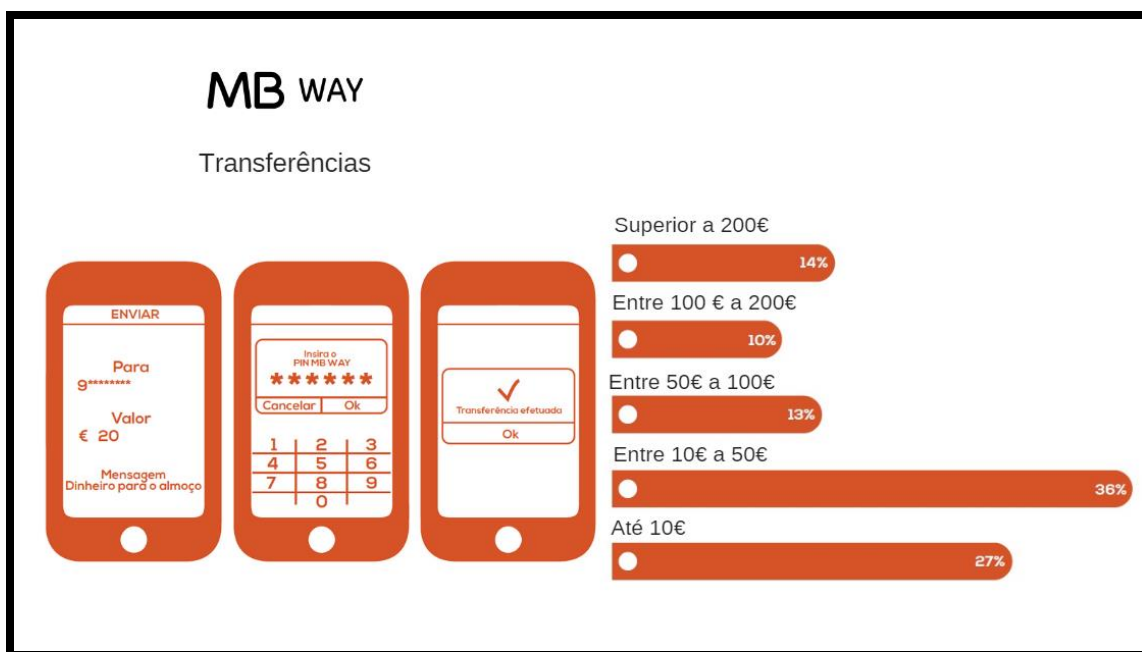 MB WAY
Transferências
ENVIAR
Para
9********
Valor
€ 20
Mensagem
Dinheiro para o almoço
Insira o
PIN MB WAY
******
Cancelar Ok
1 2 3
4 5 6
7 8 9
0
Transferência efetuada
Ok
Superior a 200€
14%
Entre 100 € a 200€
10%
Entre 50€ a 100€
13%
Entre 10€ a 50€
36%
Até 10€
27%